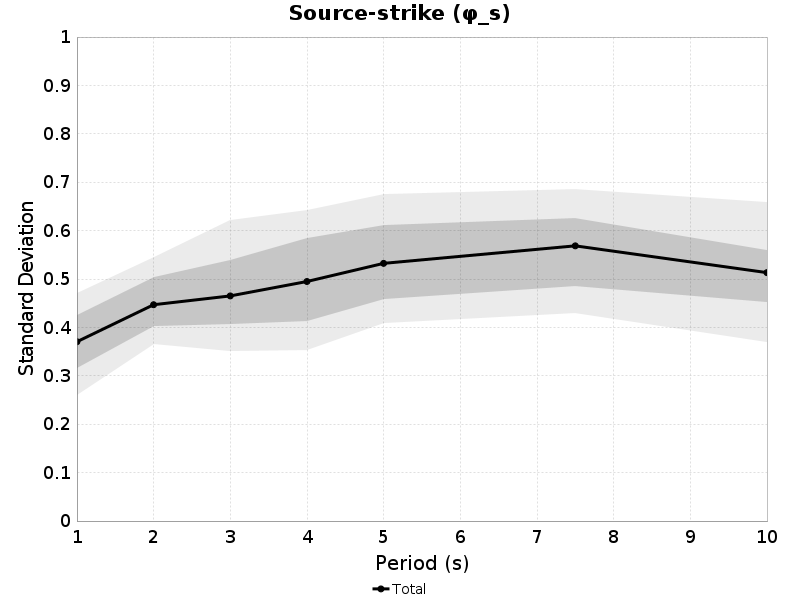 Source-strike (φ_s)
1
0.9
0.8
0.7
0.6
0.5
0.4
0.3
0.2
0.1
0
Standard Deviation
1 2 3 4 5 6 7 8 9 10
Period (s)
Total